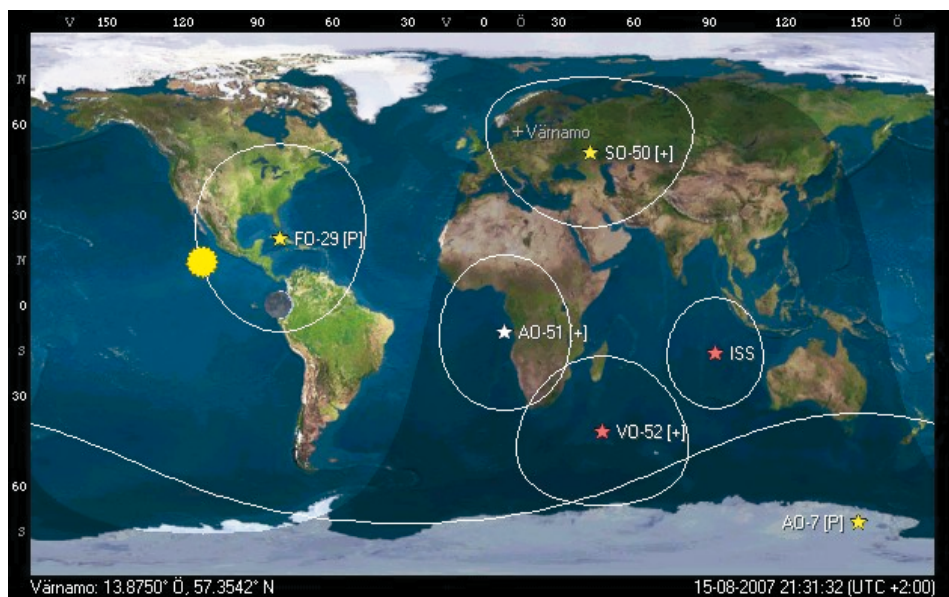 V 150 120 90 60 30 V 0 Ö 30 60 90 120 150 Ö
N
60
+Värnamo
SO-50 [+]
30
FO-29 [P]
N
0
AO-51 [+]
S
ISS
30
VO-52 [+]
60
S
AO-7 [P]
Värnamo: 13.8750° Ö, 57.3542° N
15-08-2007 21:31:32 (UTC +2:00)